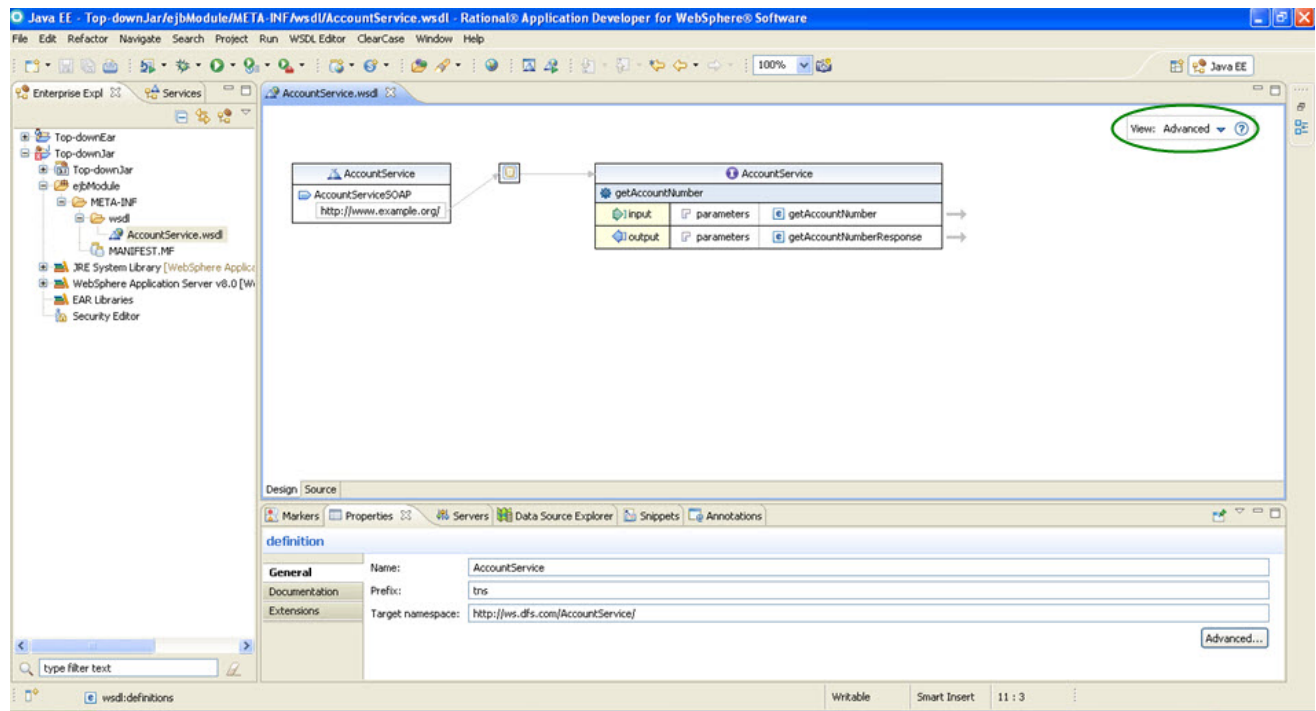 Java EE - Top-downJar/ejbModule/META-INF/wsdl/AccountService.wsdl - Rational® Application Developer for WebSphere® Software
File Edit Refactor Navigate Search Project Run WSDL Editor ClearCase Window Help
100%
Java EE
Enterprise Expl
Services
AccountService.wsdl
View: Advanced
Top-downEar
Top-downJar
Top-downJar
ejbModule
META-INF
wsdl
AccountService.wsdl
MANIFEST.MF
JRE System Library [WebSphere Applica
WebSphere Application Server v8.0 [We
EAR Libraries
Security Editor
AccountService
AccountServiceSOAP
http://www.example.org/
AccountService
getAccountNumber
input parameters getAccountNumber
output parameters getAccountNumberResponse
Design Source
Markers Properties Servers Data Source Explorer Snippets Annotations
definition
General
Documentation
Extensions
Name: AccountService
Prefix: tns
Target namespace: http://ws.dfs.com/AccountService/
Advanced...
type filter text
wsdl:definitions
Writable Smart Insert 11 : 3